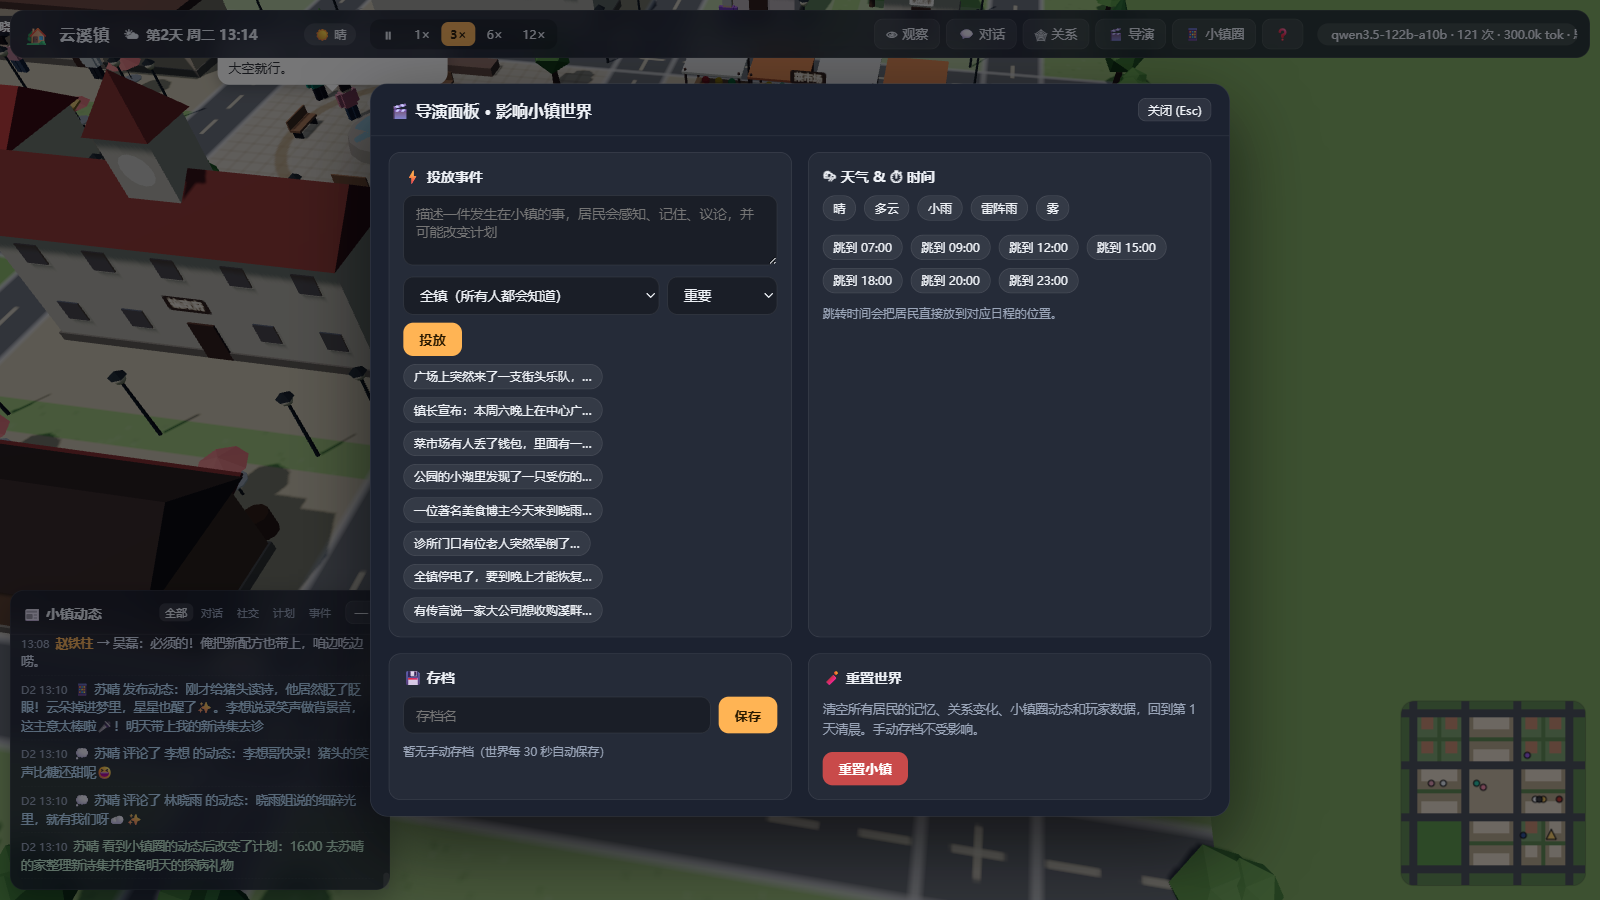 云溪镇
第2天 周二 13:14
晴
1×
3×
6×
12×
观察
对话
关系
导演
小镇圈
?
qwen3.5-122b-a10b · 121 次 · 300.0k tok ·
大空就行。
菜市场
镇政府
导演面板 • 影响小镇世界
关闭 (Esc)
投放事件
描述一件发生在小镇的事，居民会感知、记住、议论，并
可能改变计划
全镇（所有人都会知道）
重要
投放
广场上突然来了一支街头乐队，...
镇长宣布：本周六晚上在中心广...
菜市场有人丢了钱包，里面有一...
公园的小湖里发现了一只受伤的...
一位著名美食博主今天来到晓雨...
诊所门口有位老人突然晕倒了...
全镇停电了，要到晚上才能恢复...
有传言说一家大公司想收购溪畔...
天气 & ⏱ 时间
晴
多云
小雨
雷阵雨
雾
跳到 07:00
跳到 09:00
跳到 12:00
跳到 15:00
跳到 18:00
跳到 20:00
跳到 23:00
跳转时间会把居民直接放到对应日程的位置。
存档
存档名
保存
暂无手动存档（世界每 30 秒自动保存）
重置世界
清空所有居民的记忆、关系变化、小镇圈动态和玩家数据，回到第 1
天清晨。手动存档不受影响。
重置小镇
小镇动态
全部
对话
社交
计划
事件
—
13:08 赵铁柱 → 吴磊：必须的！俺把新配方也带上，咱边吃边
唠。
D2 13:10 苏晴 发布动态：刚才给猪头读诗，他居然眨了眨
眼！云朵掉进梦里，星星也醒了✨。李想说录笑声做背景音，
这主意太棒啦🎤！明天带上我的新诗集去诊
D2 13:10 💬 苏晴 评论了 李想 的动态：李想哥快录！猪头的笑
声比糖还甜呢😄
D2 13:10 💬 苏晴 评论了 林晓雨 的动态：晓雨姐说的细碎光
里，就有我们呀☁️✨
D2 13:10 苏晴 看到小镇圈的动态后改变了计划：16:00 去苏晴
的家整理新诗集并准备明天的探病礼物